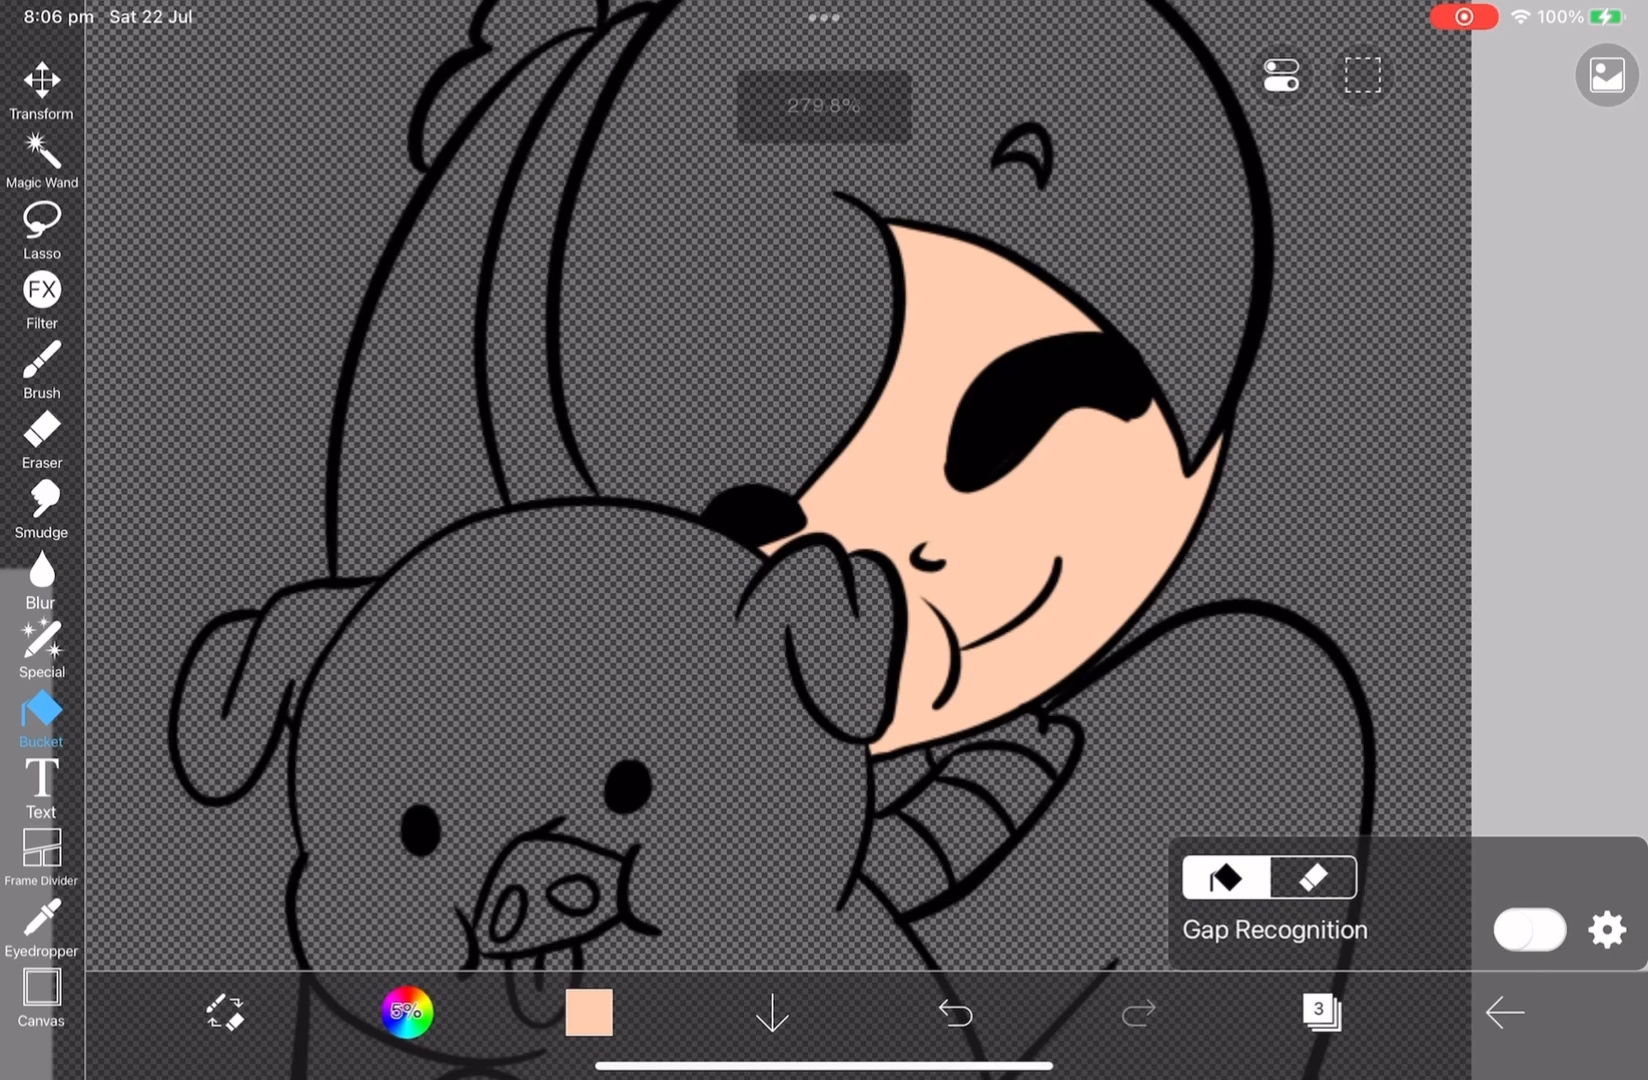 8:06 pm Sat 22 Jul
100%
279.8%
Transform
Magic Wand
Lasso
FX
Filter
Brush
Eraser
Smudge
Blur
Special
Bucket
T
Text
Frame Divider
Eyedropper
Canvas
Gap Recognition
5%
3